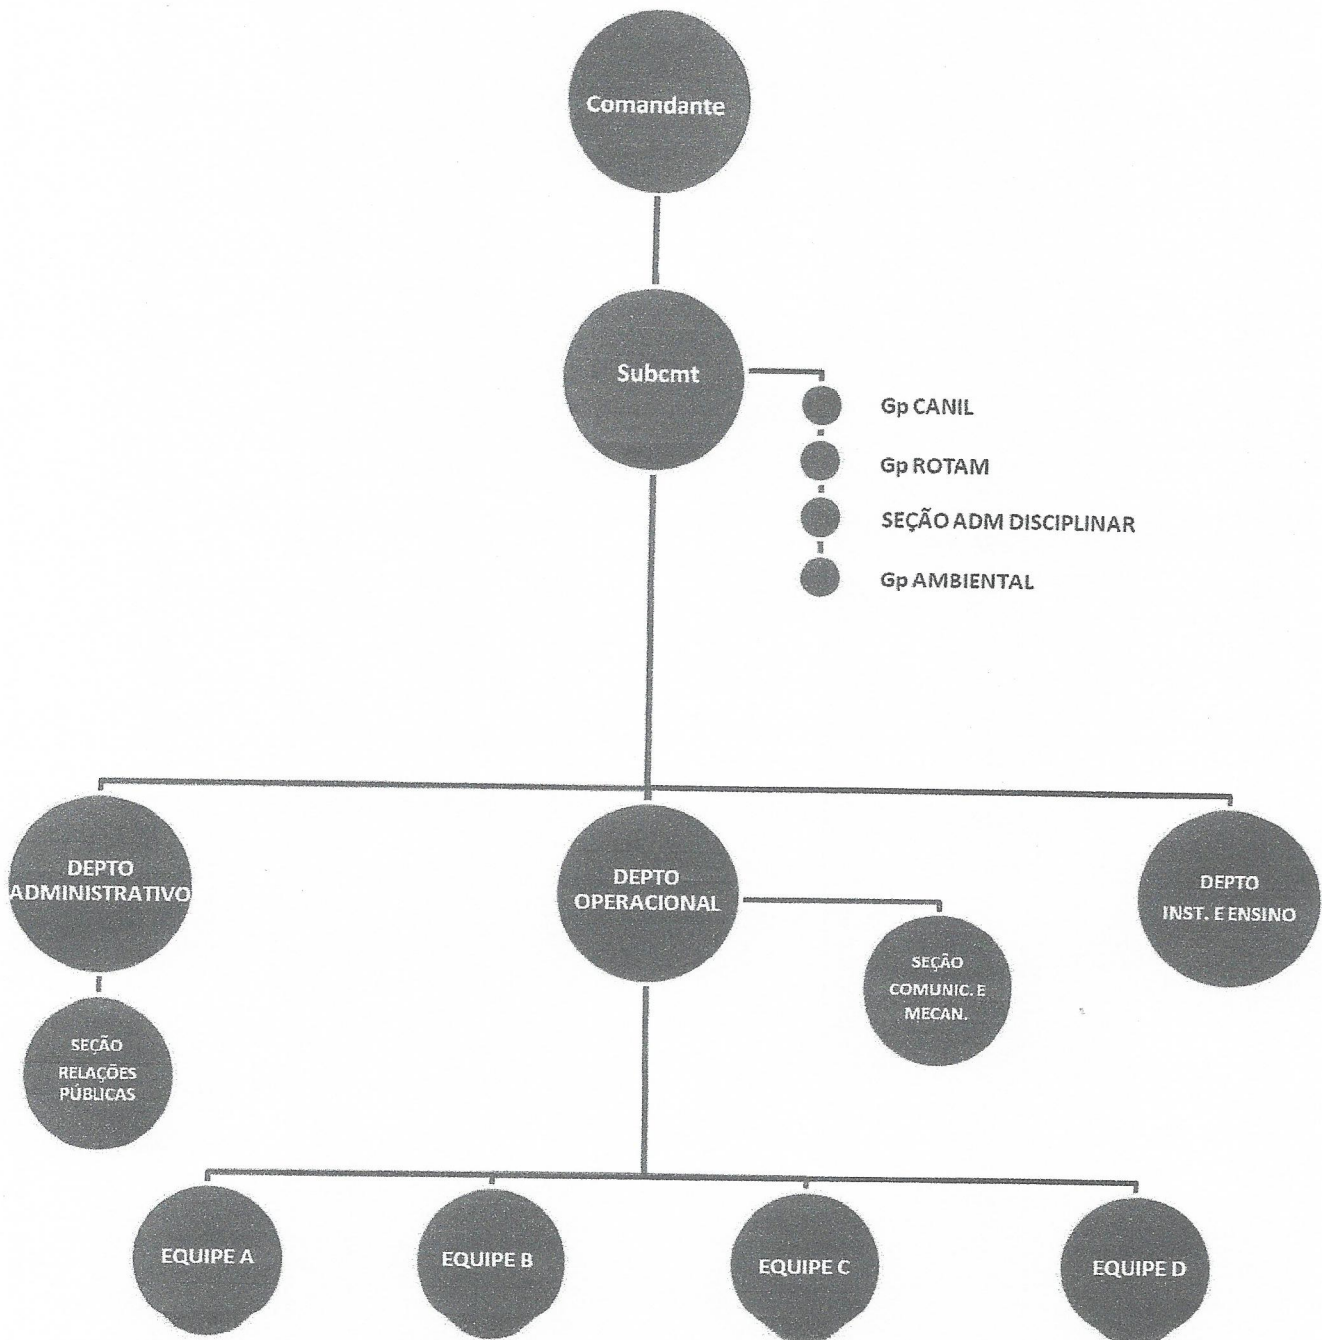 Comandante
Subcmt
Gp CANIL
Gp ROTAM
SEÇÃO ADM DISCIPLINAR
Gp AMBIENTAL
DEPTO
ADMINISTRATIVO
DEPTO
OPERACIONAL
DEPTO
INST. E ENSINO
SEÇÃO
COMUNIC. E
MECAN.
SEÇÃO
RELAÇÕES
PÚBLICAS
EQUIPE A
EQUIPE B
EQUIPE C
EQUIPE D